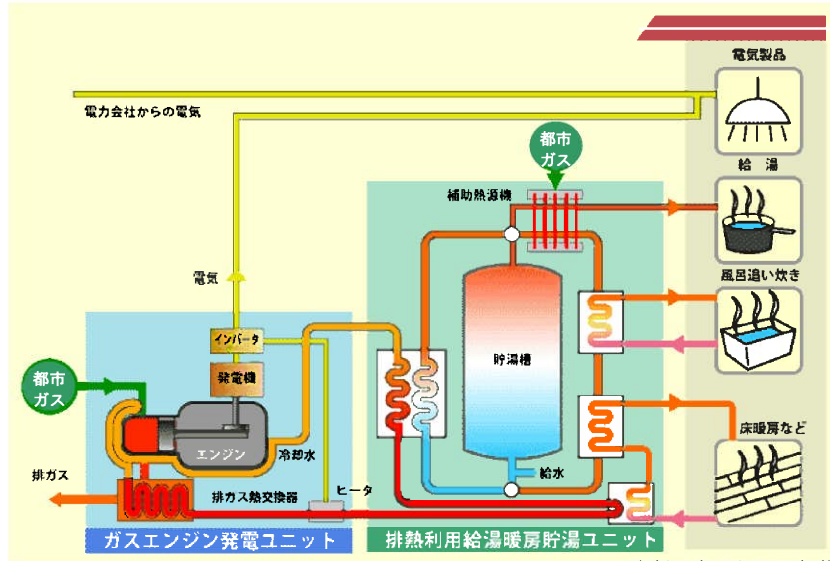 電気製品
電力会社からの電気
都市
ガス
給 湯
補助熱源機
風呂追い炊き
電気
インバータ
貯湯槽
発電機
都市
ガス
床暖房など
エンジン
冷却水
給水
排ガス
排ガス熱交換器
ヒータ
ガスエンジン発電ユニット
排熱利用給湯暖房貯湯ユニット